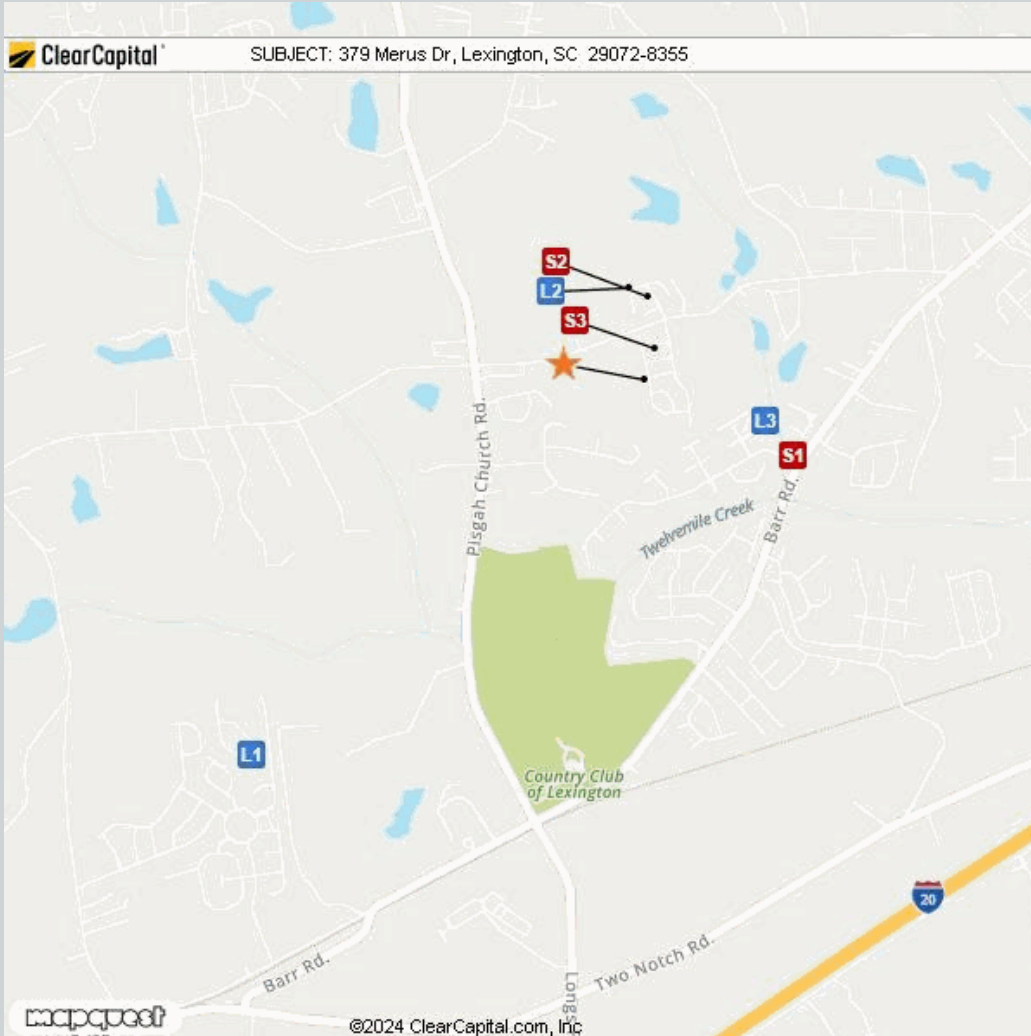 ClearCapital
SUBJECT: 379 Merus Dr, Lexington, SC 29072-8355
S2
L2
S3
L3
S1
Pisgah Church Rd.
Twelvemile Creek
Barr Rd.
L1
Country Club
of Lexington
20
Barr Rd.
Two Notch Rd.
Longs
mapquest
©2024 ClearCapital.com, Inc